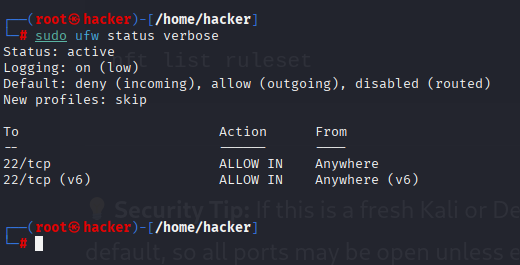 ┌──(root㉿hacker)-[/home/hacker]
└─# sudo ufw status verbose
Status: active
Logging: on (low)
Default: deny (incoming), allow (outgoing), disabled (routed)
New profiles: skip
nft list ruleset
To                         Action      From
--                         ------      ----
22/tcp                     ALLOW IN    Anywhere
22/tcp (v6)                ALLOW IN    Anywhere (v6)
Security Tip: If this is a fresh Kali or De
┌──(root㉿hacker)-[/home/hacker]
└─#
default, so all ports may be open unless e